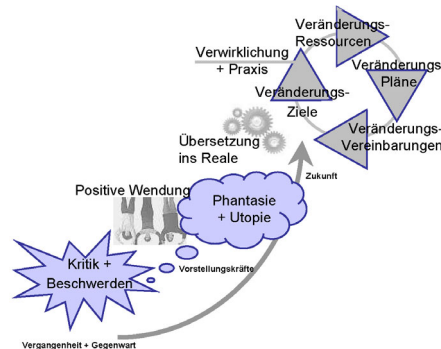 Veränderungs-
Ressourcen
Verwirklichung
+ Praxis
Veränderungs-
Pläne
Veränderungs-
Ziele
Veränderungs-
Vereinbarungen
Übersetzung
ins Reale
Zukunft
Positive Wendung
Phantasie
+ Utopie
Kritik +
Beschwerden
Vorstellungskräfte
Vergangenheit + Gegenwart